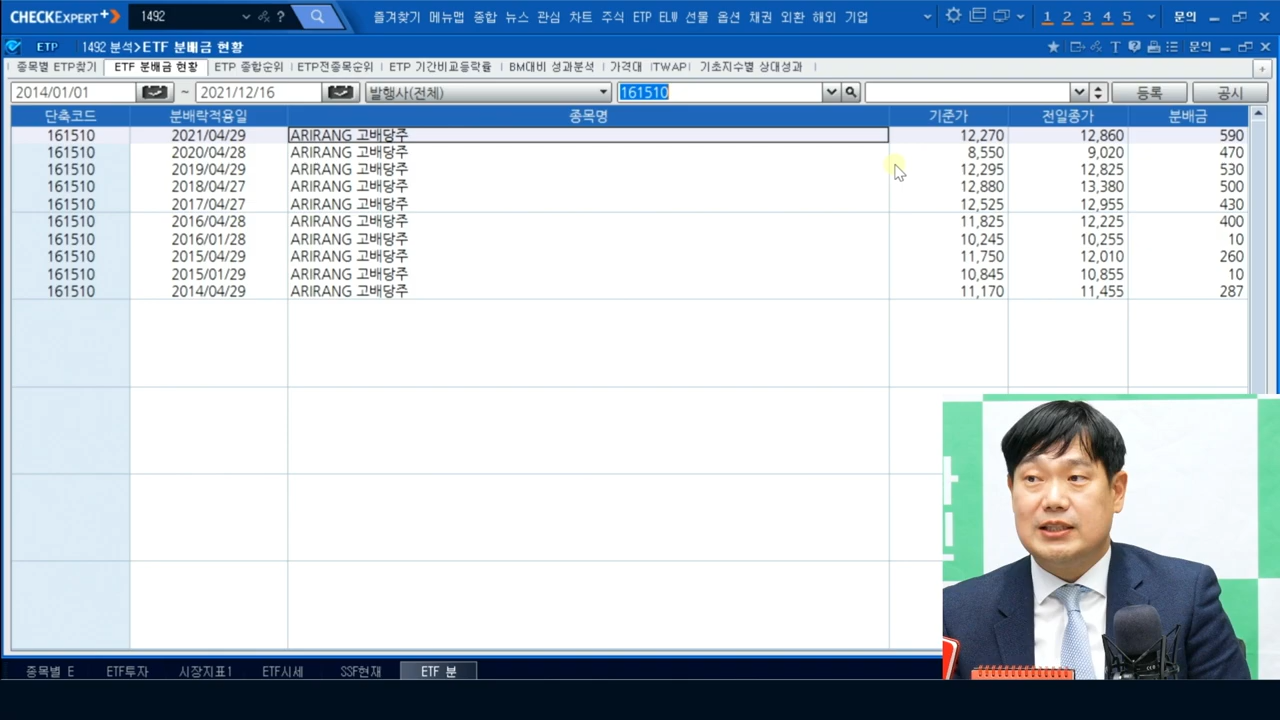 CHECKEXPERT+ 1492 ? 즐겨찾기 메뉴맵 종합 뉴스 관심 차트 주식 ETP ELW 선물 옵션 채권 외환 해외 기업 1 2 3 4 5 문의
ETP 1492 분석>ETF 분배금 현황 T 문의
종목별 ETP찾기 ETF 분배금 현황 ETP 종합순위 ETP전종목순위 ETP 기간비교등락률 BM대비 성과분석 가격대 (TWAP) 기초지수별 상대성과 +
2014/01/01 ~ 2021/12/16 발행사(전체) 161510 등록 공시
단축코드 분배락적용일 종목명 기준가 전일종가 분배금
161510 2021/04/29 ARIRANG 고배당주 12,270 12,860 590
161510 2020/04/28 ARIRANG 고배당주 8,550 9,020 470
161510 2019/04/29 ARIRANG 고배당주 12,295 12,825 530
161510 2018/04/27 ARIRANG 고배당주 12,880 13,380 500
161510 2017/04/27 ARIRANG 고배당주 12,525 12,955 430
161510 2016/04/28 ARIRANG 고배당주 11,825 12,225 400
161510 2016/01/28 ARIRANG 고배당주 10,245 10,255 10
161510 2015/04/29 ARIRANG 고배당주 11,750 12,010 260
161510 2015/01/29 ARIRANG 고배당주 10,845 10,855 10
161510 2014/04/29 ARIRANG 고배당주 11,170 11,455 287
종목별 E ETF투자 시장지표1 ETF시세 SSF현재 ETF 분